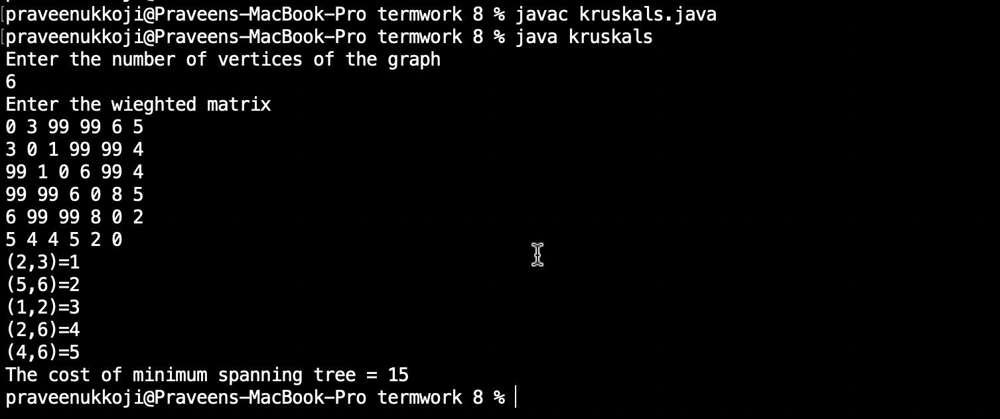 praveenukkoji@Praveens-MacBook-Pro termwork 8 % javac kruskals.java
praveenukkoji@Praveens-MacBook-Pro termwork 8 % java kruskals
Enter the number of vertices of the graph
6
Enter the wieghted matrix
0 3 99 99 6 5
3 0 1 99 99 4
99 1 0 6 99 4
99 99 6 0 8 5
6 99 99 8 0 2
5 4 4 5 2 0
(2,3)=1
(5,6)=2
(1,2)=3
(2,6)=4
(4,6)=5
The cost of minimum spanning tree = 15
praveenukkoji@Praveens-MacBook-Pro termwork 8 %